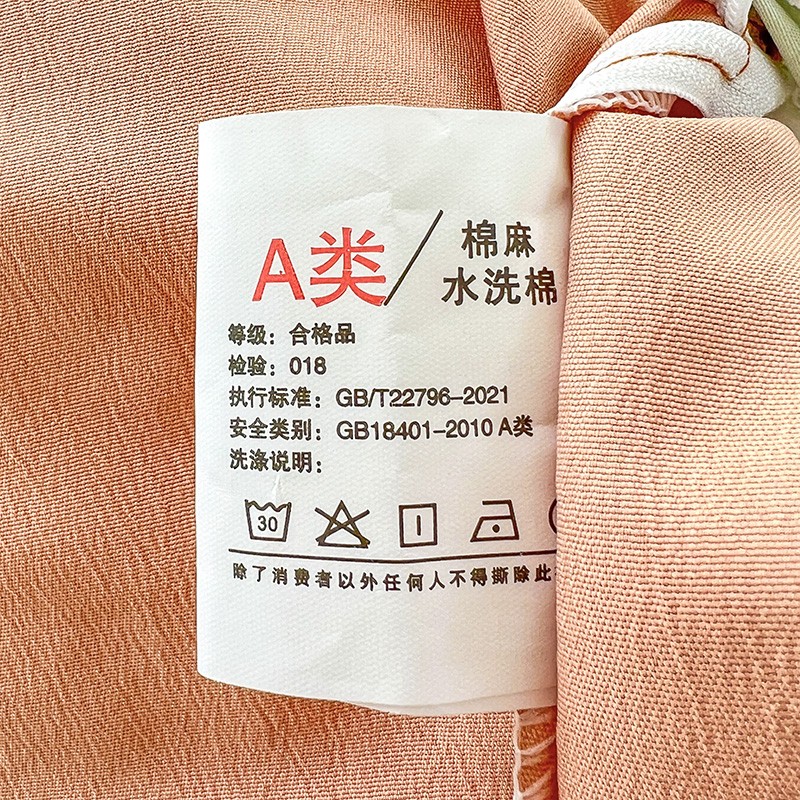 A类/棉麻
水洗棉
等级：合格品
检验：018
执行标准：GB/T22796-2021
安全类别：GB18401-2010 A类
洗涤说明：
30
除了消费者以外任何人不得撕除此